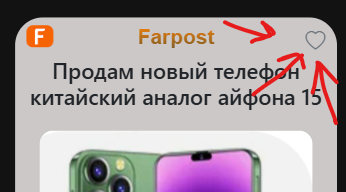 F Farpost
Продам новый телефон
китайский аналог айфона 15